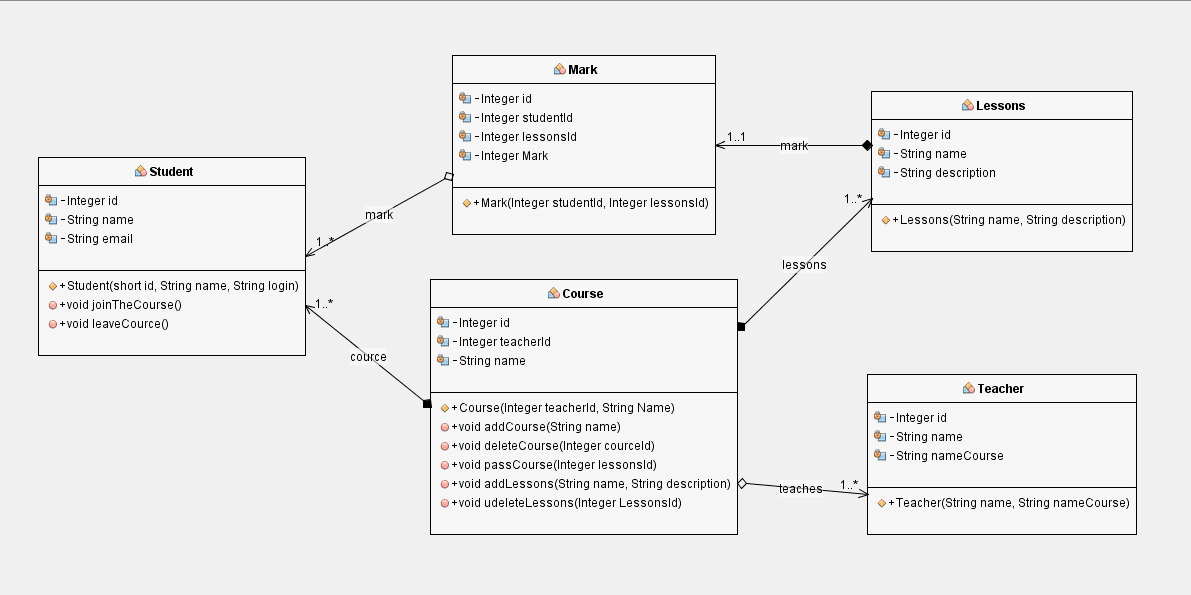 Mark
-Integer id
-Integer studentId
-Integer lessonsId
-Integer Mark
+Mark(Integer studentId, Integer lessonsId)
1..1
mark
Lessons
-Integer id
-String name
-String description
+Lessons(String name, String description)
Student
-Integer id
-String name
-String email
+Student(short id, String name, String login)
+void joinTheCourse()
+void leaveCource()
mark
1..*
1..*
lessons
1..*
cource
Course
-Integer id
-Integer teacherId
-String name
+Course(Integer teacherId, String Name)
+void addCourse(String name)
+void deleteCourse(Integer courceId)
+void passCourse(Integer lessonsId)
+void addLessons(String name, String description)
+void udeleteLessons(Integer LessonsId)
teaches
1..*
Teacher
-Integer id
-String name
-String nameCourse
+Teacher(String name, String nameCourse)